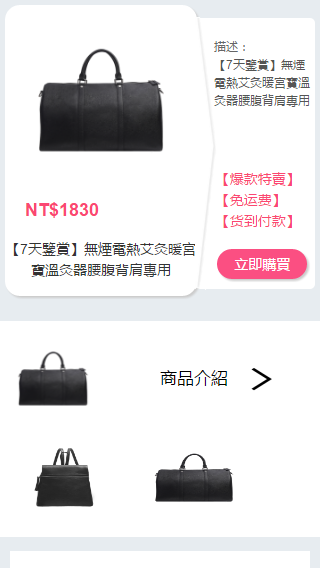 描述：
【7天鑒賞】無煙
電熱艾灸暖宮寶溫
灸器腰腹背肩專用
NT$1830
【7天鑒賞】無煙電熱艾灸暖宮
寶溫灸器腰腹背肩專用
【爆款特賣】
【免运费】
【货到付款】
立即購買
商品介紹